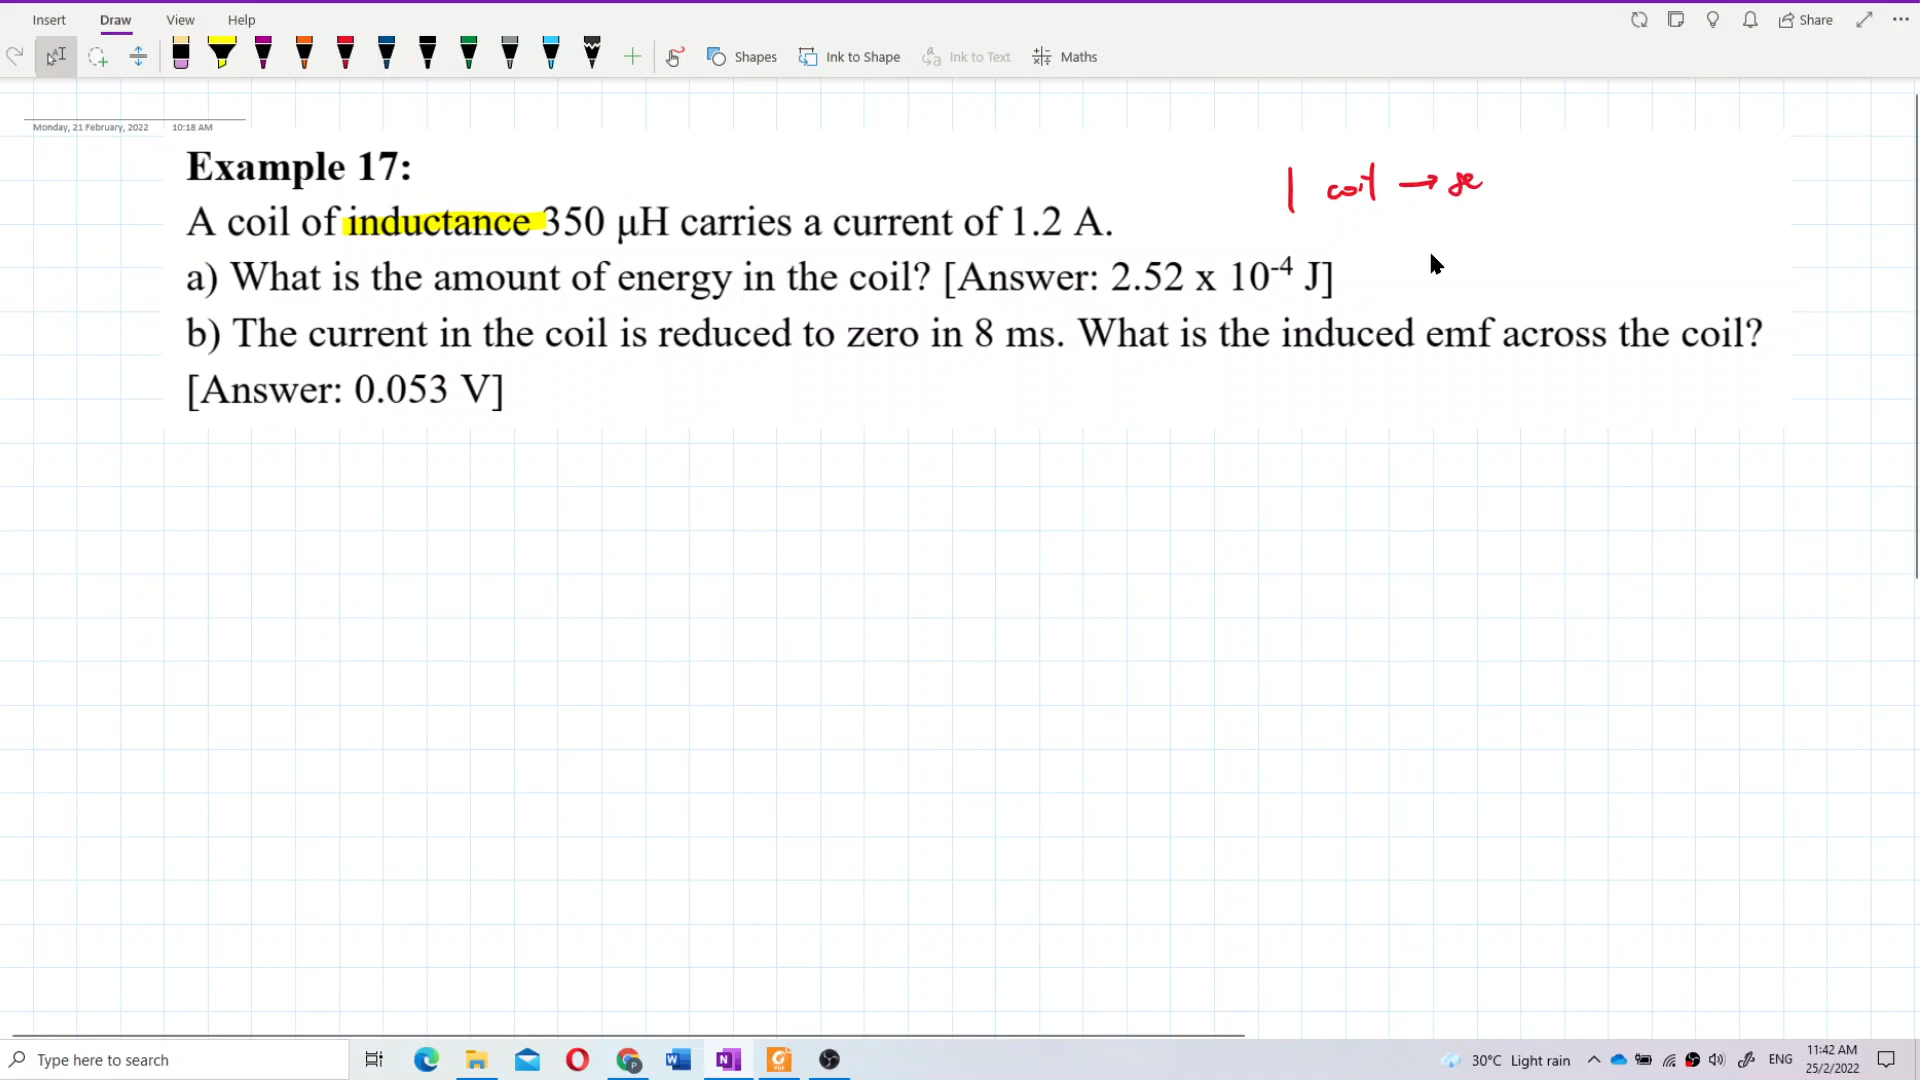 Insert Draw View Help
Share
Shapes Ink to Shape Ink to Text Maths
Monday, 21 February, 2022 10:18 AM
Example 17:
1 coil → se
A coil of inductance 350 μH carries a current of 1.2 A.
a) What is the amount of energy in the coil? [Answer: 2.52 x 10⁻⁴ J]
b) The current in the coil is reduced to zero in 8 ms. What is the induced emf across the coil?
[Answer: 0.053 V]
Type here to search
30°C Light rain
ENG
11:42 AM
25/2/2022